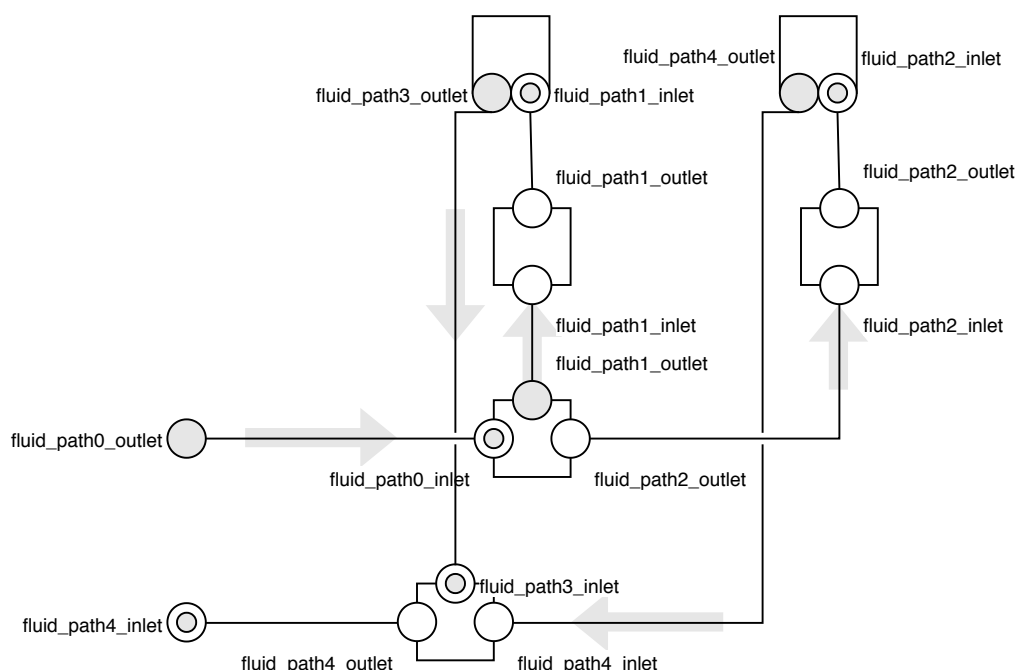 fluid_path4_outlet
fluid_path2_inlet
fluid_path3_outlet
fluid_path1_inlet
fluid_path1_outlet
fluid_path2_outlet
fluid_path1_inlet
fluid_path2_inlet
fluid_path1_outlet
fluid_path0_outlet
fluid_path0_inlet
fluid_path2_outlet
fluid_path3_inlet
fluid_path4_inlet
fluid_path4_outlet
fluid_path4_inlet